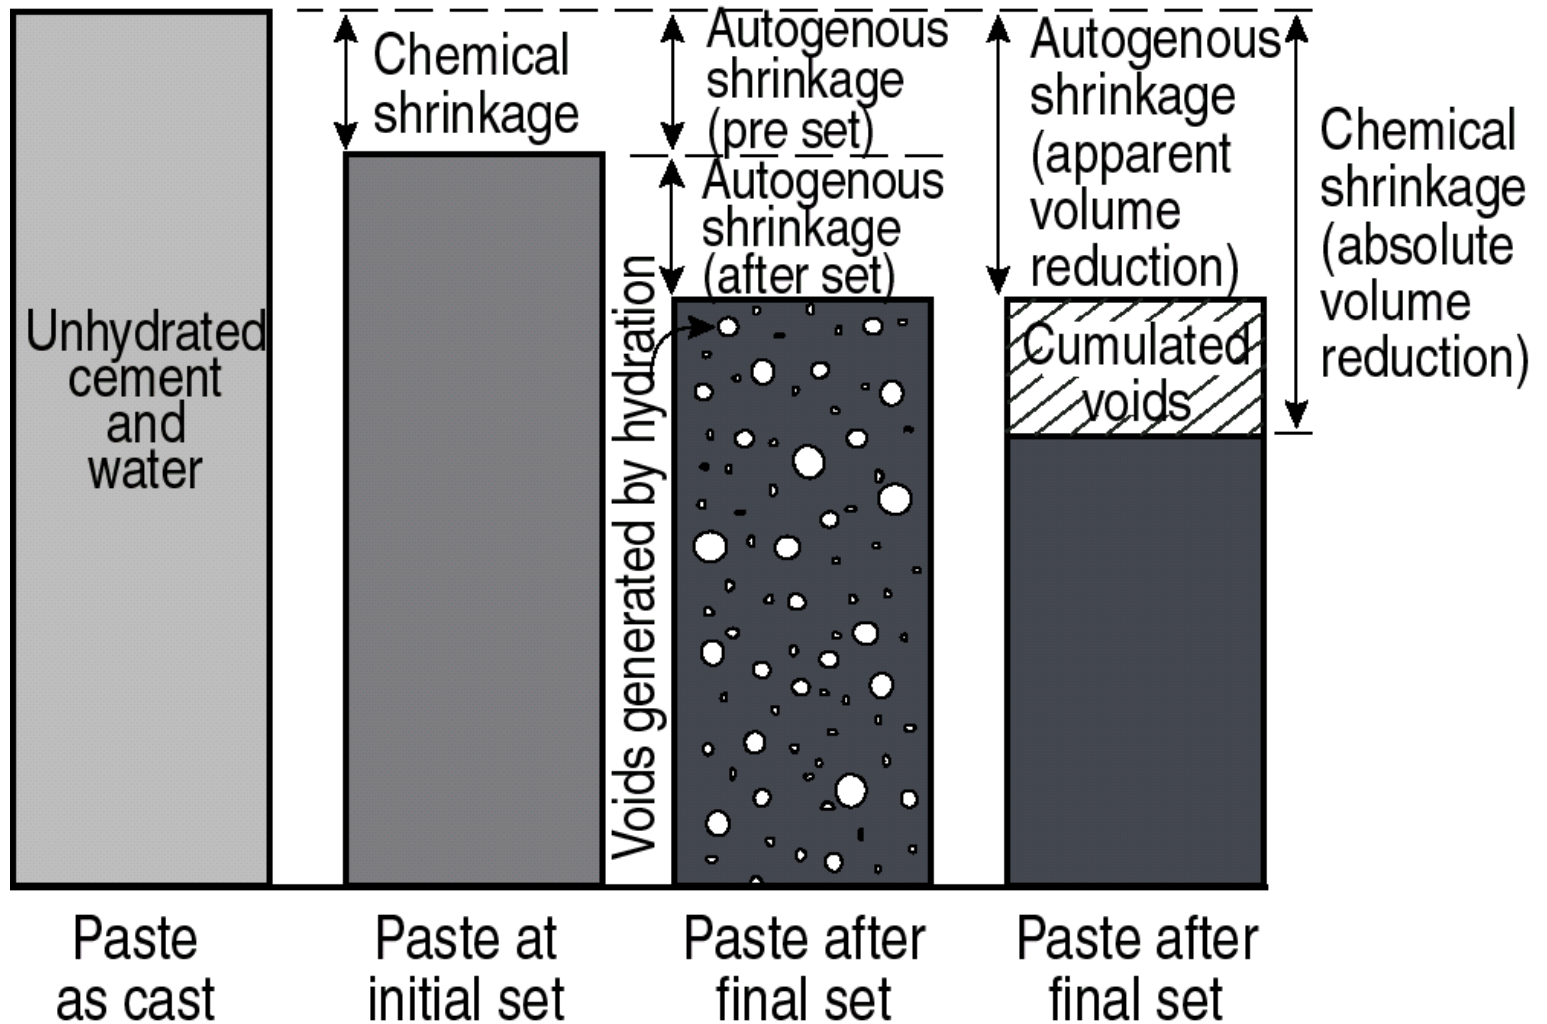 Unhydrated
cement
and
water
Chemical
shrinkage
Autogenous
shrinkage
(pre set)
Autogenous
shrinkage
(after set)
Voids generated by hydration
Autogenous
shrinkage
(apparent
volume
reduction)
Chemical
shrinkage
(absolute
volume
reduction)
Cumulated
voids
Paste
as cast
Paste at
initial set
Paste after
final set
Paste after
final set